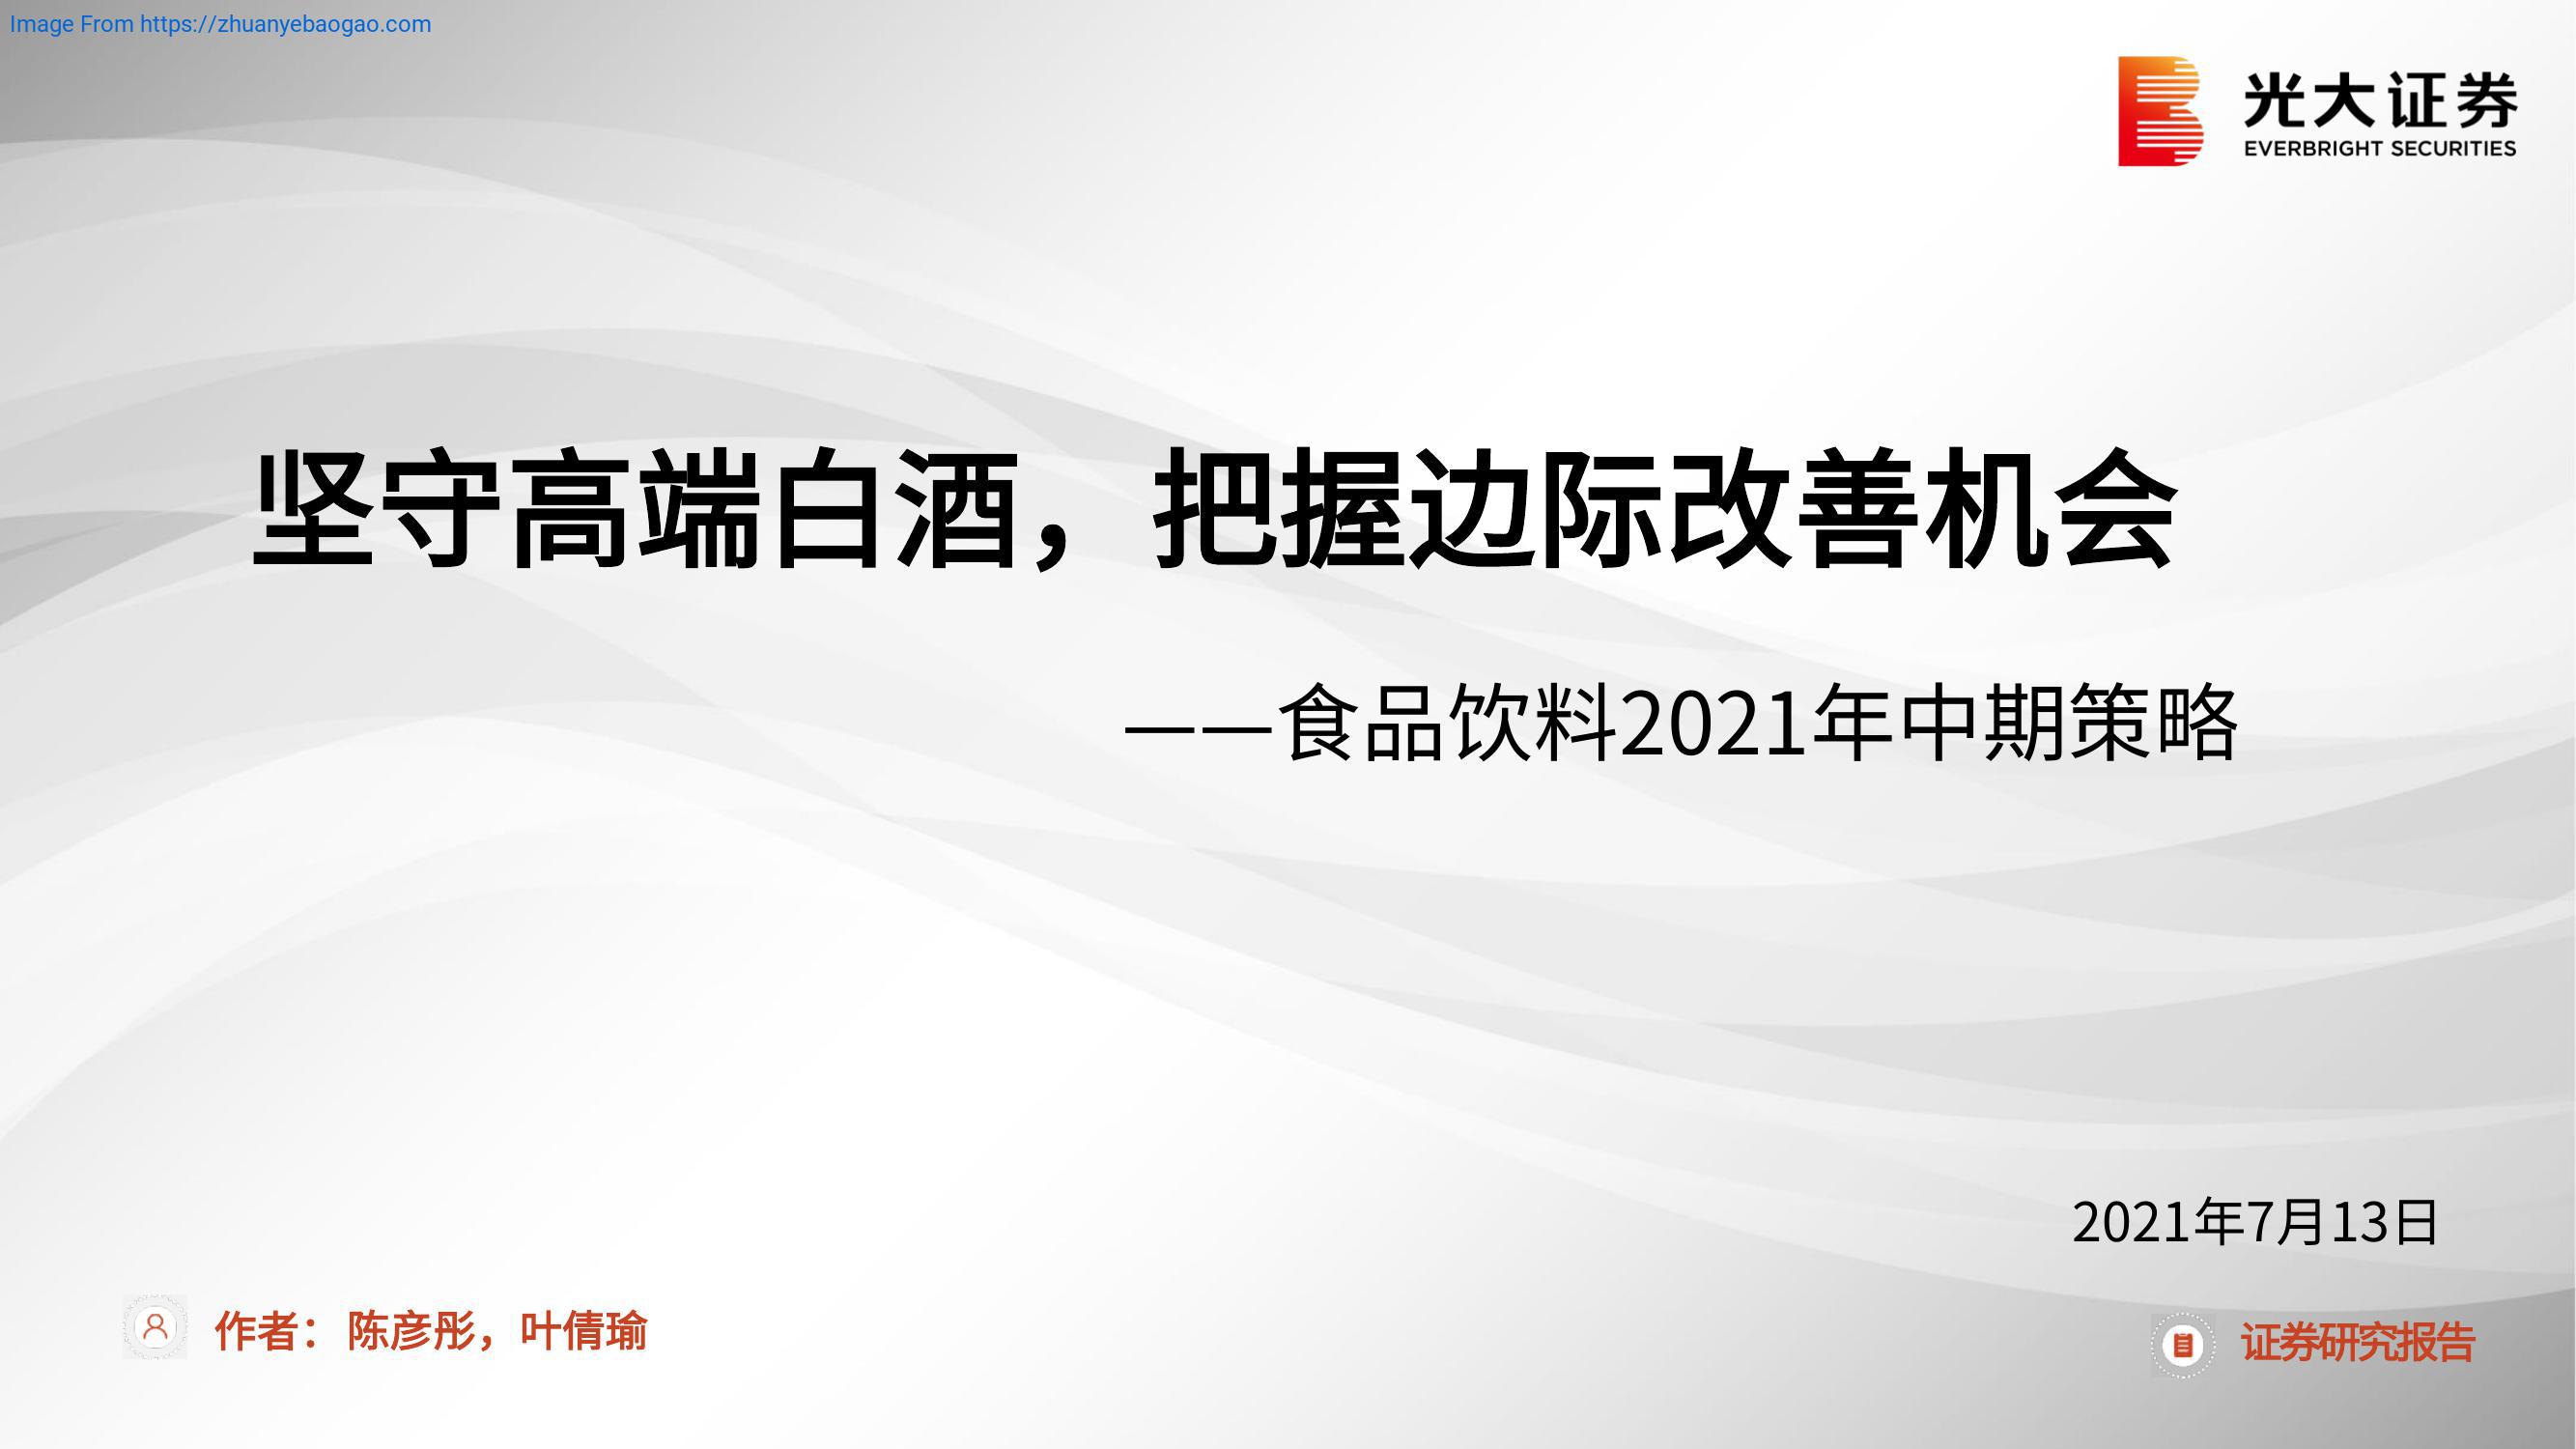 Image From https://zhuanyebaogao.com
光大证券
EVERBRIGHT SECURITIES
坚守高端白酒，把握边际改善机会
——食品饮料2021年中期策略
2021年7月13日
作者：陈彦彤，叶倩瑜
证券研究报告